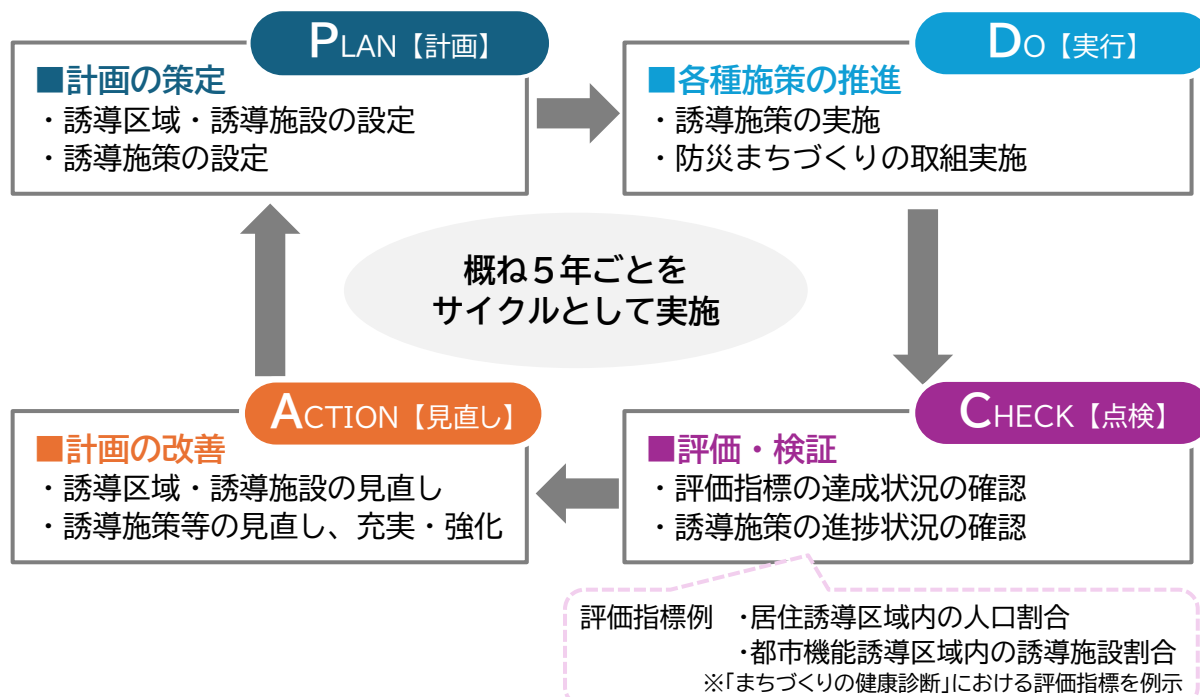 PLAN【計画】
■計画の策定
・誘導区域・誘導施設の設定
・誘導施策の設定
DO【実行】
■各種施策の推進
・誘導施策の実施
・防災まちづくりの取組実施
概ね５年ごとを
サイクルとして実施
ACTION【見直し】
■計画の改善
・誘導区域・誘導施設の見直し
・誘導施策等の見直し、充実・強化
CHECK【点検】
■評価・検証
・評価指標の達成状況の確認
・誘導施策の進捗状況の確認
評価指標例　・居住誘導区域内の人口割合
・都市機能誘導区域内の誘導施設割合
※「まちづくりの健康診断」における評価指標を例示